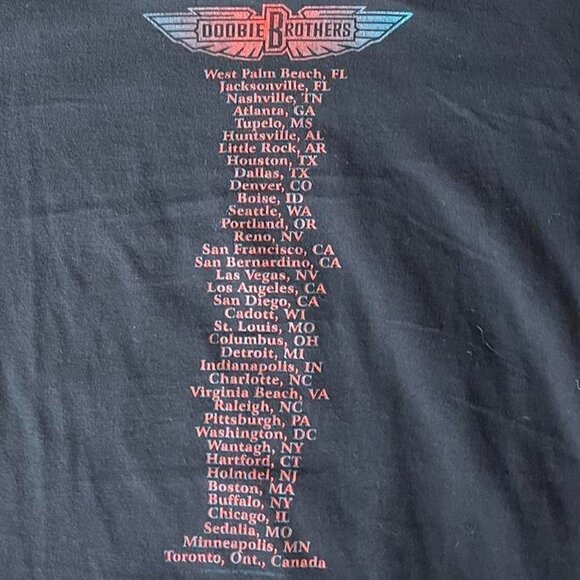 DOOBIE BROTHERS
West Palm Beach, FL
Jacksonville, FL
Nashville, TN
Atlanta, GA
Tupelo, MS
Huntsville, AL
Little Rock, AR
Houston, TX
Dallas, TX
Denver, CO
Boise, ID
Seattle, WA
Portland, OR
Reno, NV
San Francisco, CA
San Bernardino, CA
Las Vegas, NV
Los Angeles, CA
San Diego, CA
Cadott, WI
St. Louis, MO
Columbus, OH
Detroit, MI
Indianapolis, IN
Charlotte, NC
Virginia Beach, VA
Raleigh, NC
Pittsburgh, PA
Washington, DC
Wantagh, NY
Hartford, CT
Holmdel, NJ
Boston, MA
Buffalo, NY
Chicago, IL
Sedalia, MO
Minneapolis, MN
Toronto, Ont., Canada